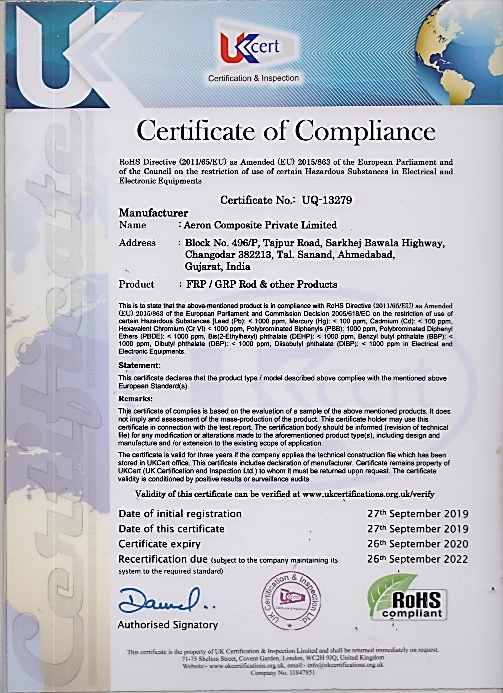 UKcert
Certification & Inspection
Certificate of Compliance
RoHS Directive (2011/65/EU) as Amended (EU) 2015/863 of the European Parliament and
of the Council on the restriction of use of certain Hazardous Substances in Electrical and
Electronic Equipments
Certificate No.: UQ-13279
Manufacturer
Name : Aeron Composite Private Limited
Address : Block No. 496/P, Tajpur Road, Sarkhej Bawala Highway,
Changodar 382213, Tal. Sanand, Ahmedabad,
Gujarat, India
Product : FRP / GRP Rod & other Products
This is to state that the above-mentioned product is in compliance with RoHS Directive (2011/65/EU) as Amended
(EU) 2015/863 of the European Parliament and Commission Decision 2005/618/EC on the restriction of use of
certain Hazardous Substances [Lead (Pb): < 1000 ppm, Mercury (Hg): < 100 ppm, Cadmium (Cd): < 100 ppm,
Hexavalent Chromium (Cr VI) < 1000 ppm, Polybrominated Biphenyls (PBB): 1000 ppm, Polybrominated Diphenyl
Ethers (PBDE): < 1000 ppm, Bis(2-Ethylhexyl) phthalate (DEHP): < 1000 ppm, Benzyl butyl phthalate (BBP): <
1000 ppm, Dibutyl phthalate (DBP): < 1000 ppm, Diisobutyl phthalate (DIBP): < 1000 ppm in Electrical and
Electronic Equipments.
Statement:
This certificate declares that the product type / model described above complies with the mentioned above
European Standard(s)
Remarks:
This certificate of complies is based on the evaluation of a sample of the above mentioned products. It does
not imply and assessment of the mase-production of the product. This certificate holder may use this
certificate in connection with the test report. The certification body should be informed (revision of technical
file) for any modification or alterations made to the aforementioned product type(s), including design and
manufacture and /or extension to the existing scope of application.
The certificate is valid for three years if the company applies the technical construction file which has been
stored in UKCert office. This certificate includes declaration of manufacturer. Certificate remains property of
UKCert (UK Certification and Inspection Ltd ) to whom it must be returned upon request. The certificate
validity is conditioned by positive results or surveillance audits
Validity of this certificate can be verified at www.ukcertifications.org.uk/verify
Date of initial registration 27th September 2019
Date of this certificate 27th September 2019
Certificate expiry 26th September 2020
Recertification due (subject to the company maintaining its 26th September 2022
system to the required standard)
Authorised Signatory
UK Certification & Inspection Ltd
RoHS
compliant
This certificate is the property of UK Certification & Inspection Limited and shall be returned immediately on request.
71-75 Shelton Street, Covent Garden, London, WC2H 9JQ, United Kingdom
Website:- www.ukcertifications.org.uk, email:- info@ukcertifications.org.uk
Company No. 11847851
Certificate